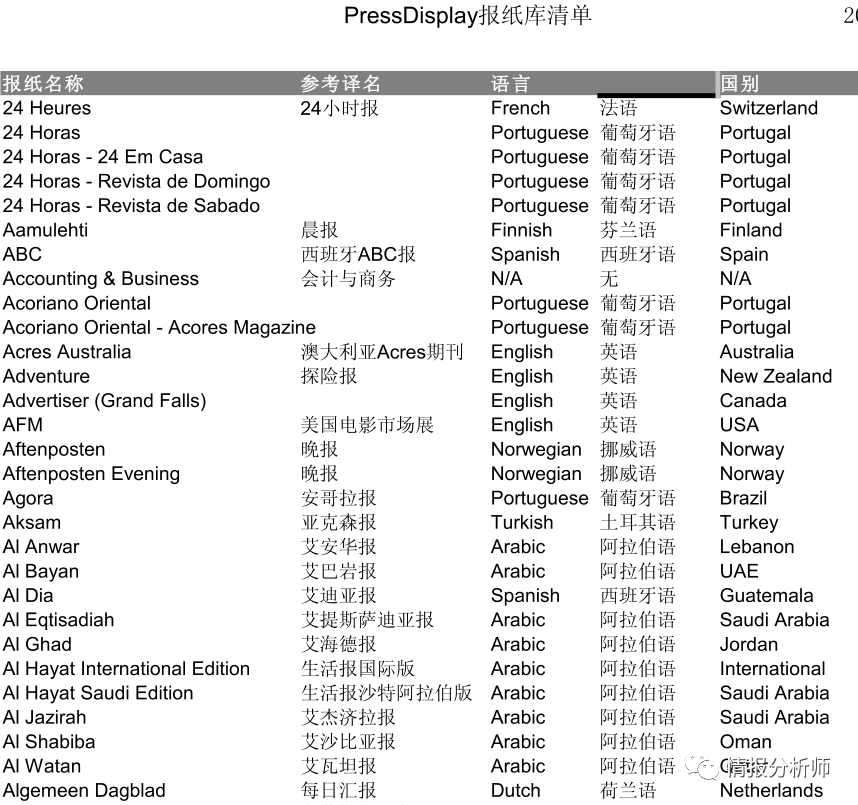 PressDisplay报纸库清单 20
报纸名称 参考译名 语言 国别
24 Heures 24小时报 French 法语 Switzerland
24 Horas Portuguese 葡萄牙语 Portugal
24 Horas - 24 Em Casa Portuguese 葡萄牙语 Portugal
24 Horas - Revista de Domingo Portuguese 葡萄牙语 Portugal
24 Horas - Revista de Sabado Portuguese 葡萄牙语 Portugal
Aamulehti 晨报 Finnish 芬兰语 Finland
ABC 西班牙ABC报 Spanish 西班牙语 Spain
Accounting & Business 会计与商务 N/A 无 N/A
Acoriano Oriental Portuguese 葡萄牙语 Portugal
Acoriano Oriental - Acores Magazine Portuguese 葡萄牙语 Portugal
Acres Australia 澳大利亚Acres期刊 English 英语 Australia
Adventure 探险报 English 英语 New Zealand
Advertiser (Grand Falls) English 英语 Canada
AFM 美国电影市场展 English 英语 USA
Aftenposten 晚报 Norwegian 挪威语 Norway
Aftenposten Evening 晚报 Norwegian 挪威语 Norway
Agora 安哥拉报 Portuguese 葡萄牙语 Brazil
Aksam 亚克森报 Turkish 土耳其语 Turkey
Al Anwar 艾安华报 Arabic 阿拉伯语 Lebanon
Al Bayan 艾巴岩报 Arabic 阿拉伯语 UAE
Al Dia 艾迪亚报 Spanish 西班牙语 Guatemala
Al Eqtisadiah 艾提斯萨迪亚报 Arabic 阿拉伯语 Saudi Arabia
Al Ghad 艾海德报 Arabic 阿拉伯语 Jordan
Al Hayat International Edition 生活报国际版 Arabic 阿拉伯语 International
Al Hayat Saudi Edition 生活报沙特阿拉伯版 Arabic 阿拉伯语 Saudi Arabia
Al Jazirah 艾杰济拉报 Arabic 阿拉伯语 Saudi Arabia
Al Shabiba 艾沙比亚报 Arabic 阿拉伯语 Oman
Al Watan 艾瓦坦报 Arabic 阿拉伯语 情报分析师
Algemeen Dagblad 每日汇报 Dutch 荷兰语 Netherlands